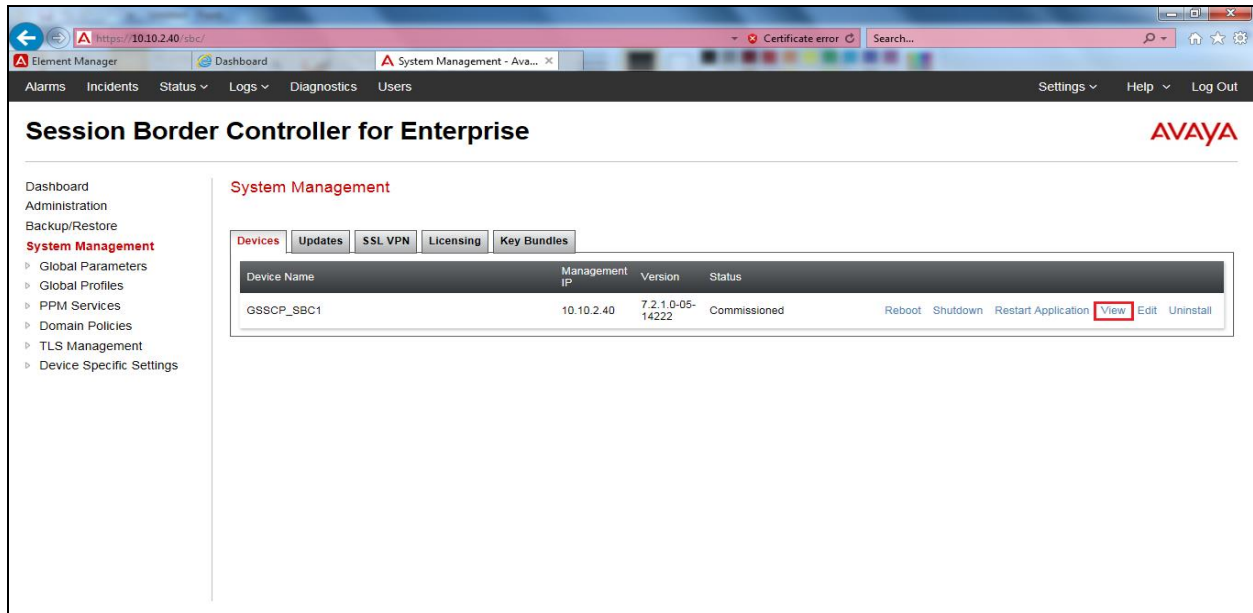 https://10.10.2.40/sbc/
Certificate error
Search...
Element Manager
Dashboard
System Management - Ava...
Alarms Incidents Status Logs Diagnostics Users Settings Help Log Out
Session Border Controller for Enterprise
AVAYA
Dashboard
Administration
Backup/Restore
System Management
Global Parameters
Global Profiles
PPM Services
Domain Policies
TLS Management
Device Specific Settings
System Management
Devices Updates SSL VPN Licensing Key Bundles
Device Name Management IP Version Status
GSSCP_SBC1 10.10.2.40 7.2.1.0-05-14222 Commissioned Reboot Shutdown Restart Application View Edit Uninstall